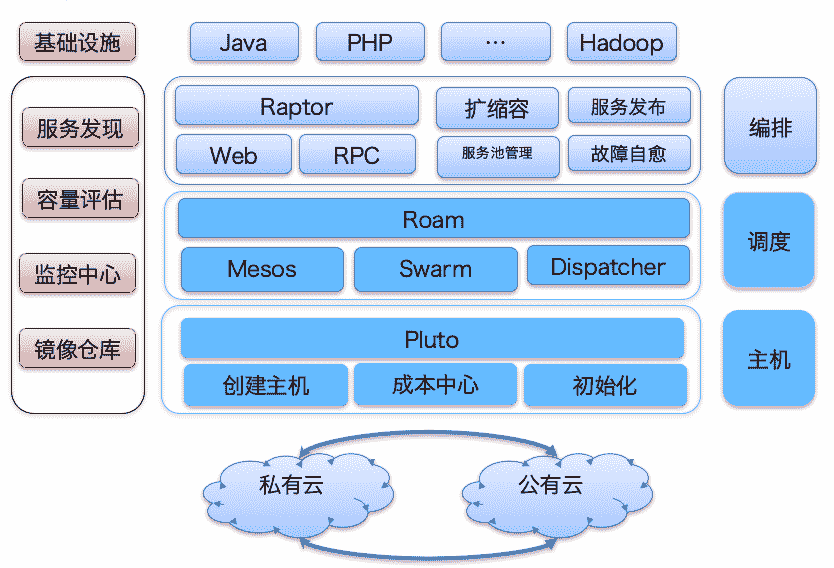 基础设施
Java
PHP
…
Hadoop
服务发现
容量评估
监控中心
镜像仓库
Raptor
扩缩容
服务发布
Web
RPC
服务池管理
故障自愈
编排
Roam
Mesos
Swarm
Dispatcher
调度
Pluto
创建主机
成本中心
初始化
主机
私有云
公有云